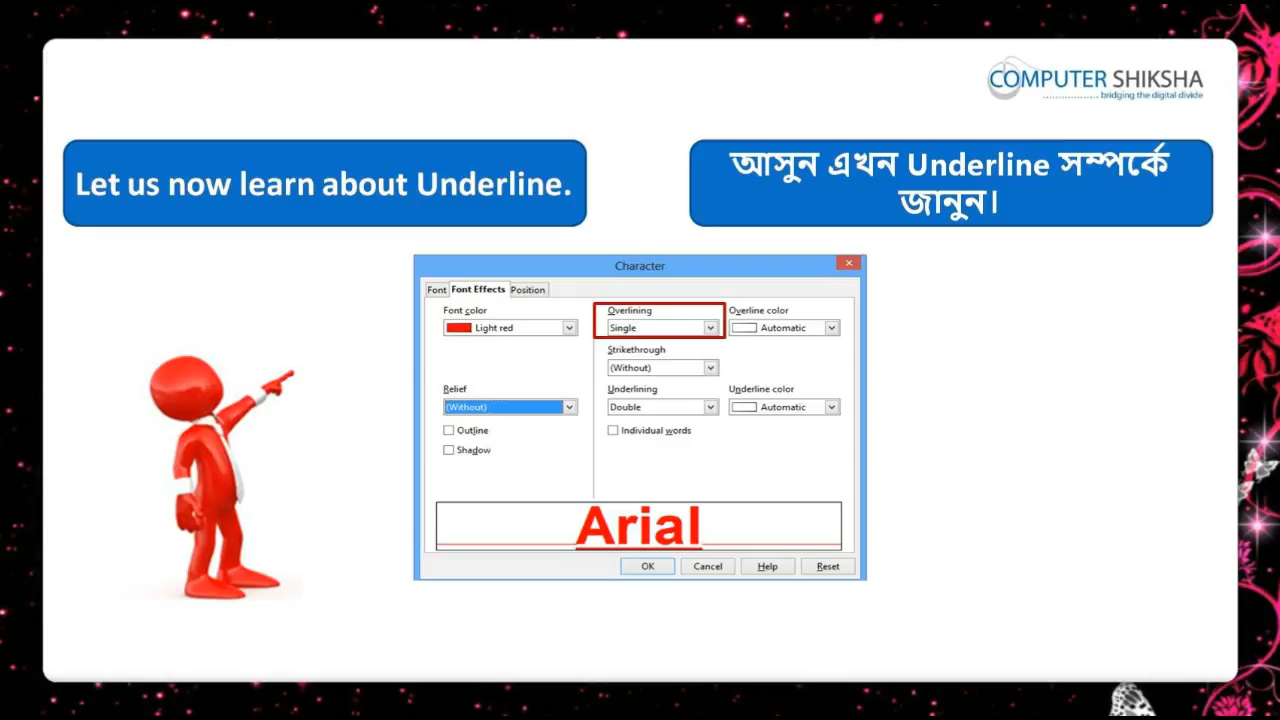 COMPUTER SHIKSHA
bridging the digital divide
Let us now learn about Underline.
আসুন এখন Underline সম্পর্কে
জানুন।
Character
Font Font Effects Position
Font color
Light red
Overlining
Single
Overline color
Automatic
Strikethrough
(Without)
Relief
(Without)
Underlining
Double
Underline color
Automatic
Outline
Individual words
Shadow
Arial
OK Cancel Help Reset